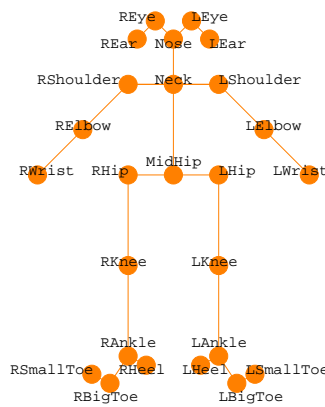 REye LEye
REar Nose LEar
RShoulder Neck LShoulder
RElbow LElbow
RWrist RHip MidHip LHip LWrist
RKnee LKnee
RAnkle LAnkle
RSmallToe RHeel LHeel LSmallToe
RBigToe LBigToe